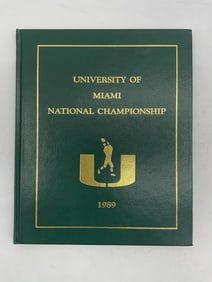 UNIVERSITY OF
MIAMI
NATIONAL CHAMPIONSHIP
U
1989